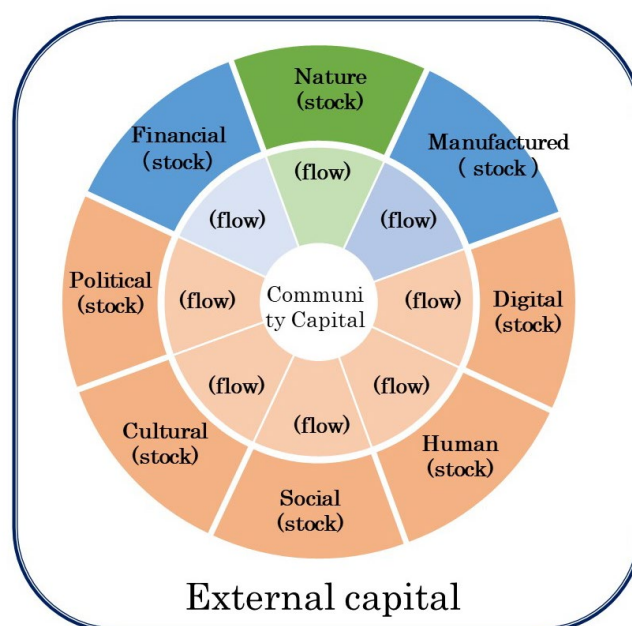 Nature
(stock)
Manufactured
( stock )
Digital
(stock)
Human
(stock)
Social
(stock)
Cultural
(stock)
Political
(stock)
Financial
(stock)
(flow)
(flow)
(flow)
(flow)
(flow)
(flow)
(flow)
(flow)
Communi
ty Capital
External capital